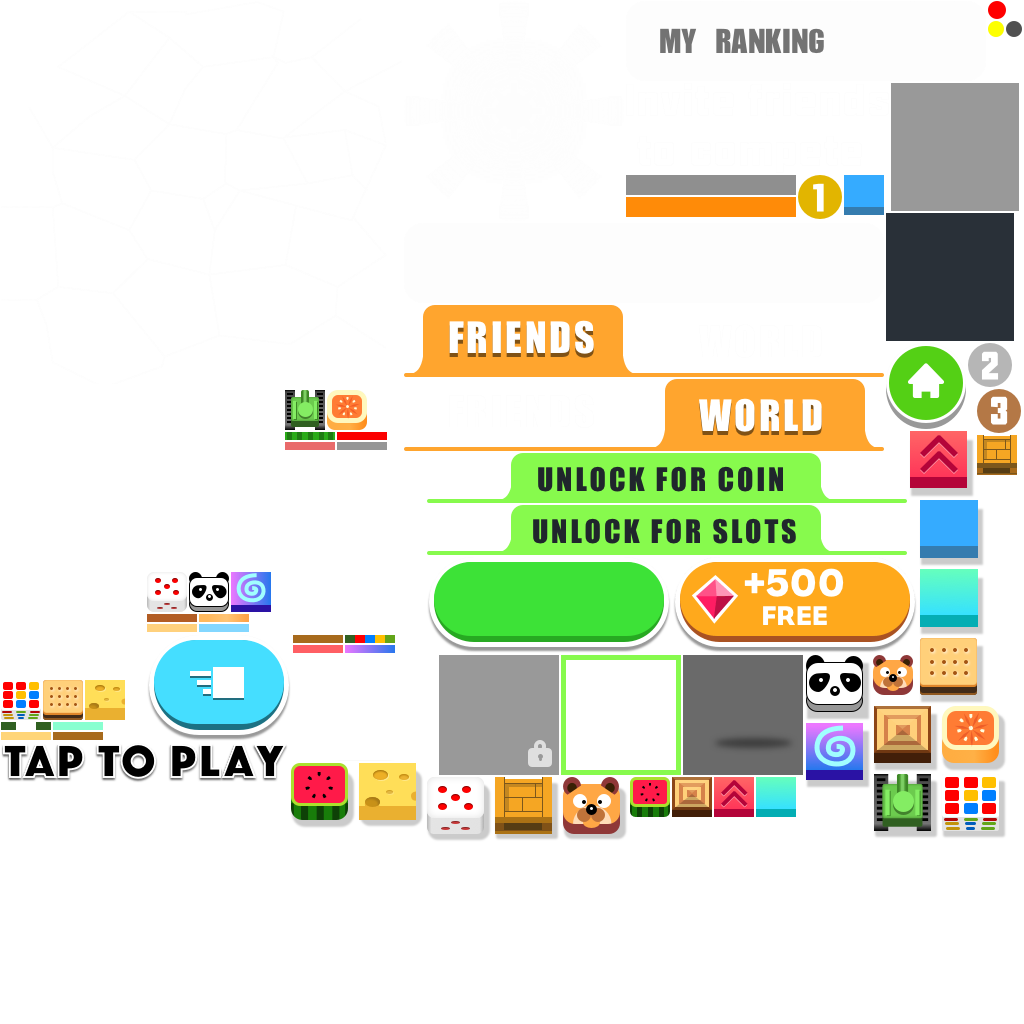 MY RANKING
1
FRIENDS
2
3
WORLD
UNLOCK FOR COIN
UNLOCK FOR SLOTS
+500
FREE
TAP TO PLAY